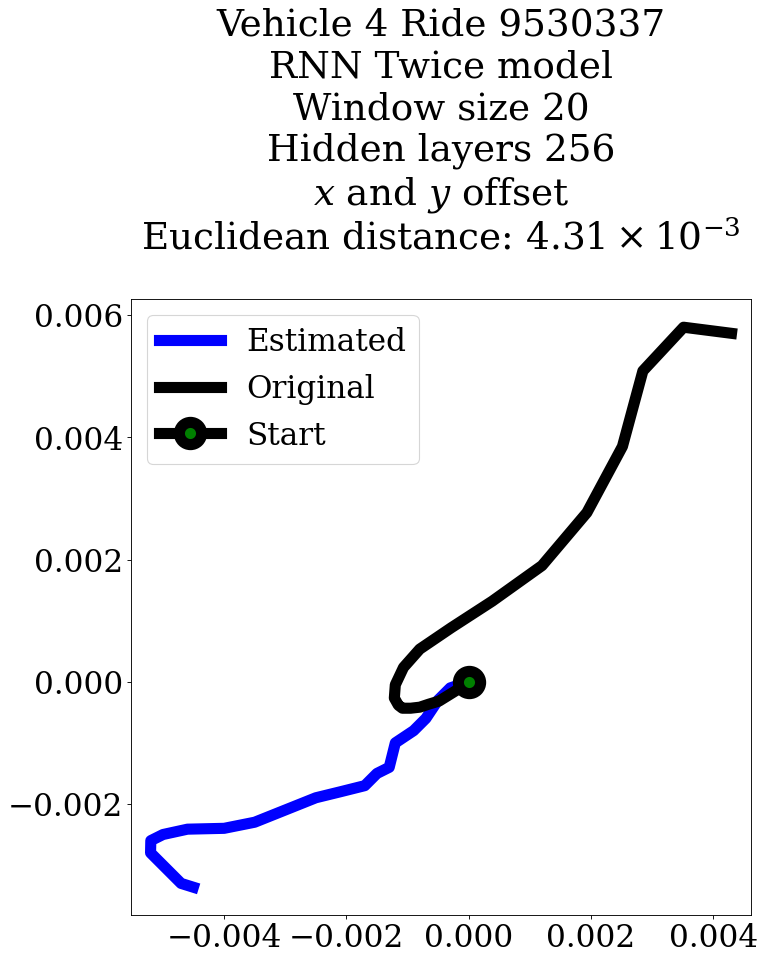 Vehicle 4 Ride 9530337
RNN Twice model
Window size 20
Hidden layers 256
x and y offset
Euclidean distance: 4.31 × 10⁻³
Estimated
Original
Start
0.006
0.004
0.002
0.000
−0.002
−0.004 −0.002 0.000 0.002 0.004